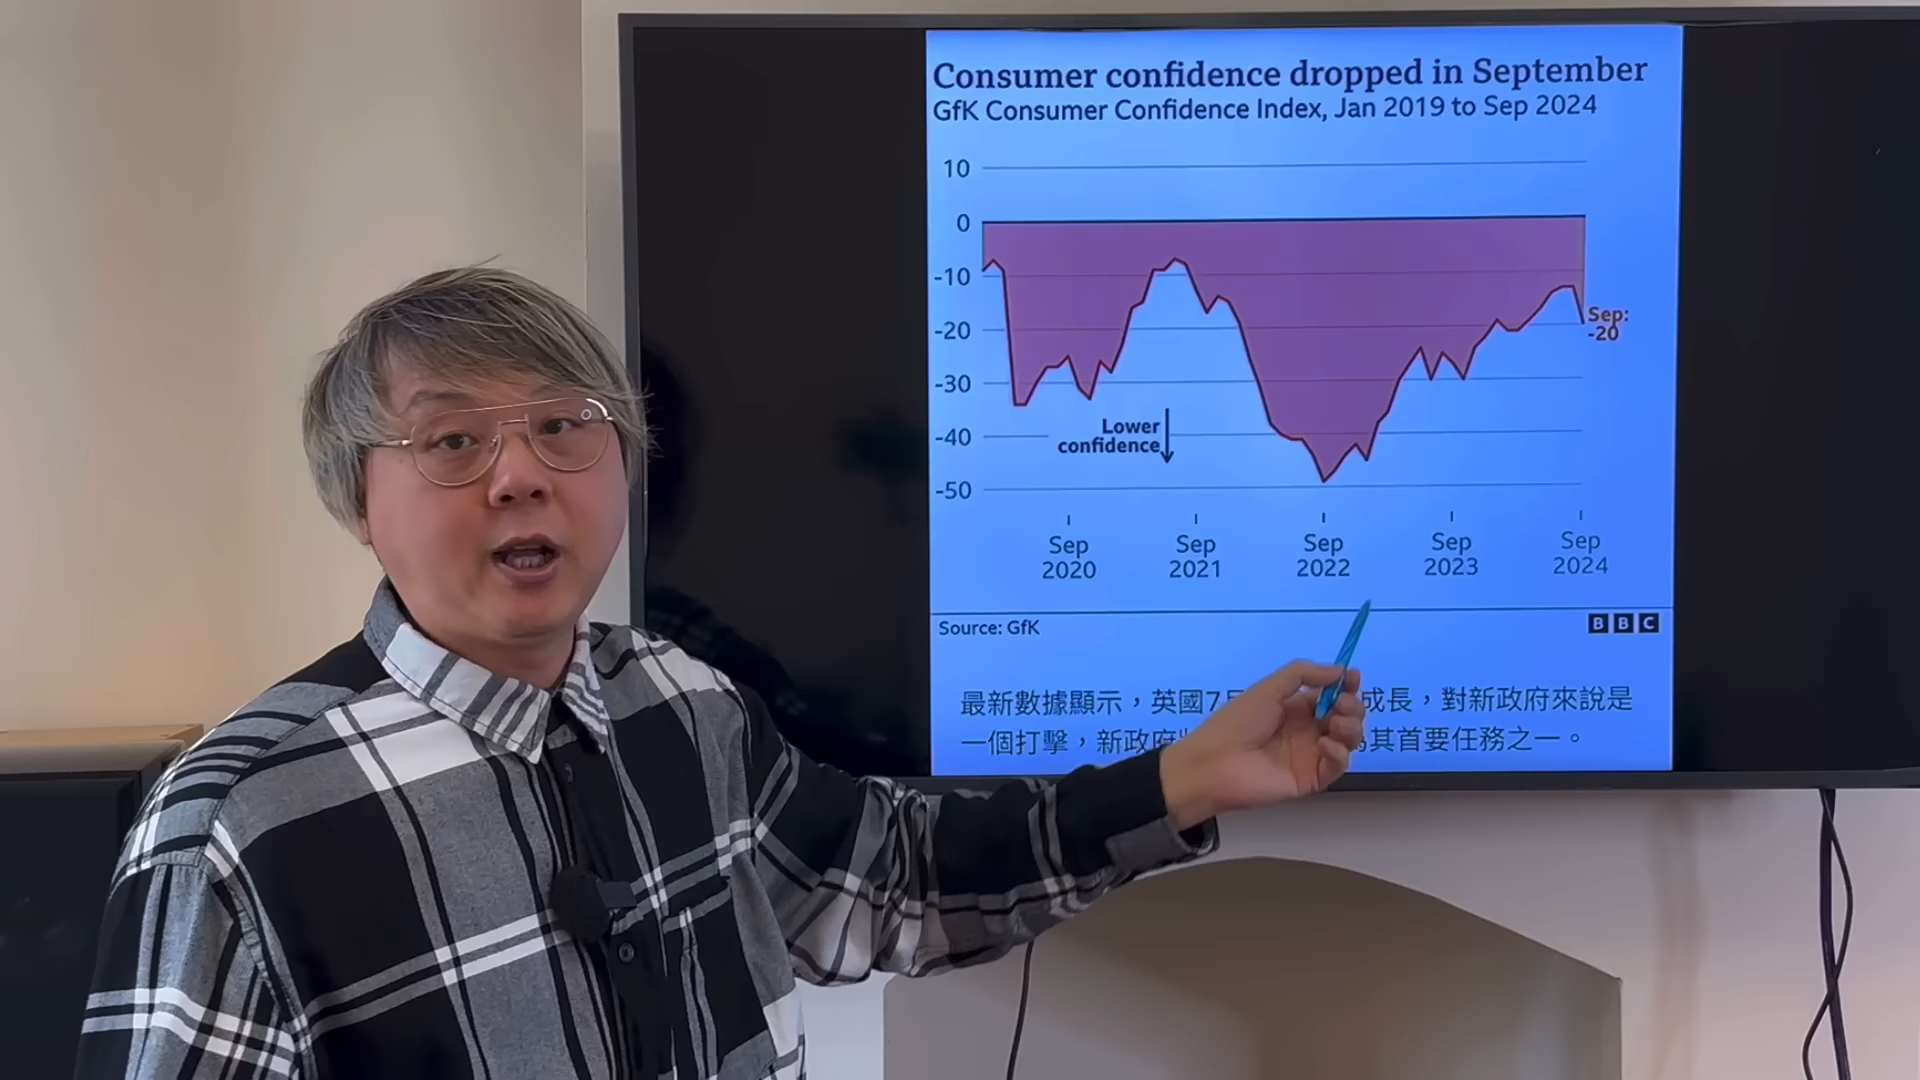 Consumer confidence dropped in September
GfK Consumer Confidence Index, Jan 2019 to Sep 2024
10
0
-10
-20
-30
-40
-50
Sep:
-20
Lower
confidence
Sep
2020
Sep
2021
Sep
2022
Sep
2023
Sep
2024
Source: GfK
BBC
最新數據顯示，英國7月 成長，對新政府來說是
一個打擊，新政府 其首要任務之一。